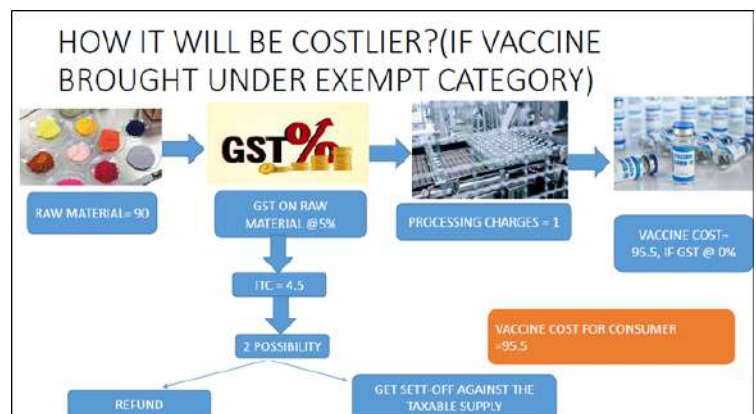 HOW IT WILL BE COSTLIER?(IF VACCINE
BROUGHT UNDER EXEMPT CATEGORY)
GST%
RAW MATERIAL= 90
GST ON RAW
MATERIAL @5%
PROCESSING CHARGES = 1
VACCINE COST=
95.5, IF GST @ 0%
ITC = 4.5
2 POSSIBILITY
VACCINE COST FOR CONSUMER
=95.5
REFUND
GET SETT-OFF AGAINST THE
TAXABLE SUPPLY